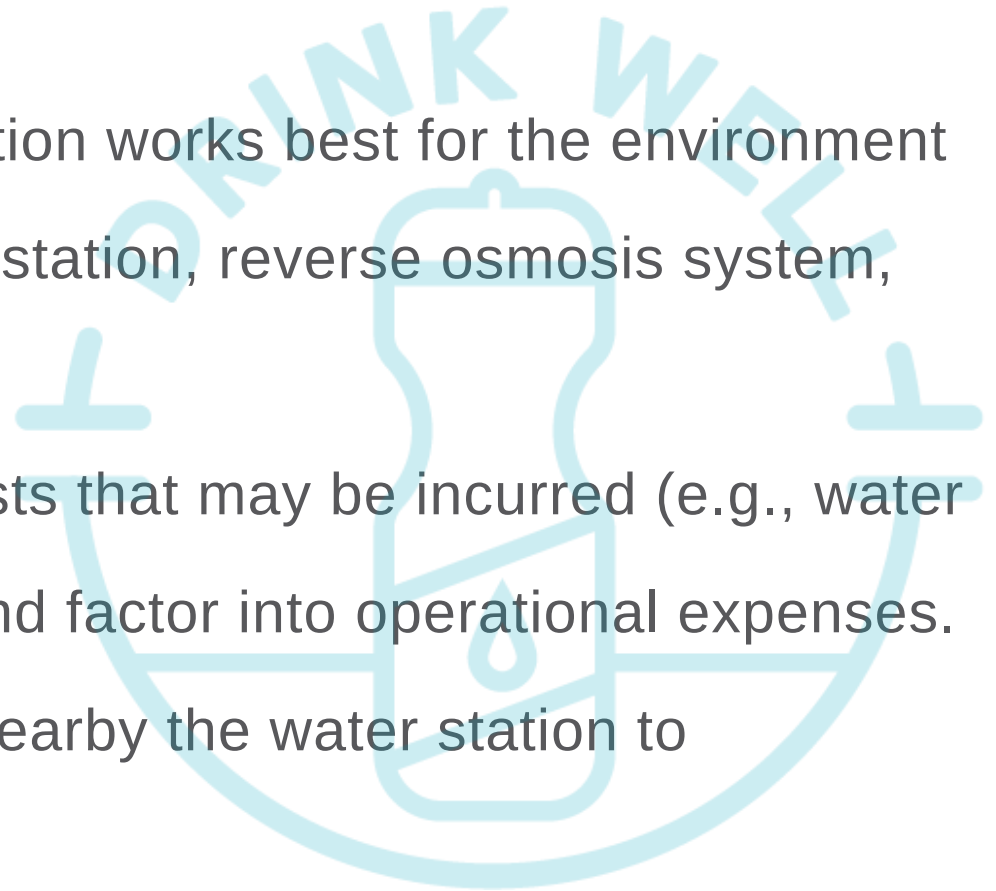 DRINK WELL
tion works best for the environment
station, reverse osmosis system,
sts that may be incurred (e.g., water
nd factor into operational expenses.
earby the water station to